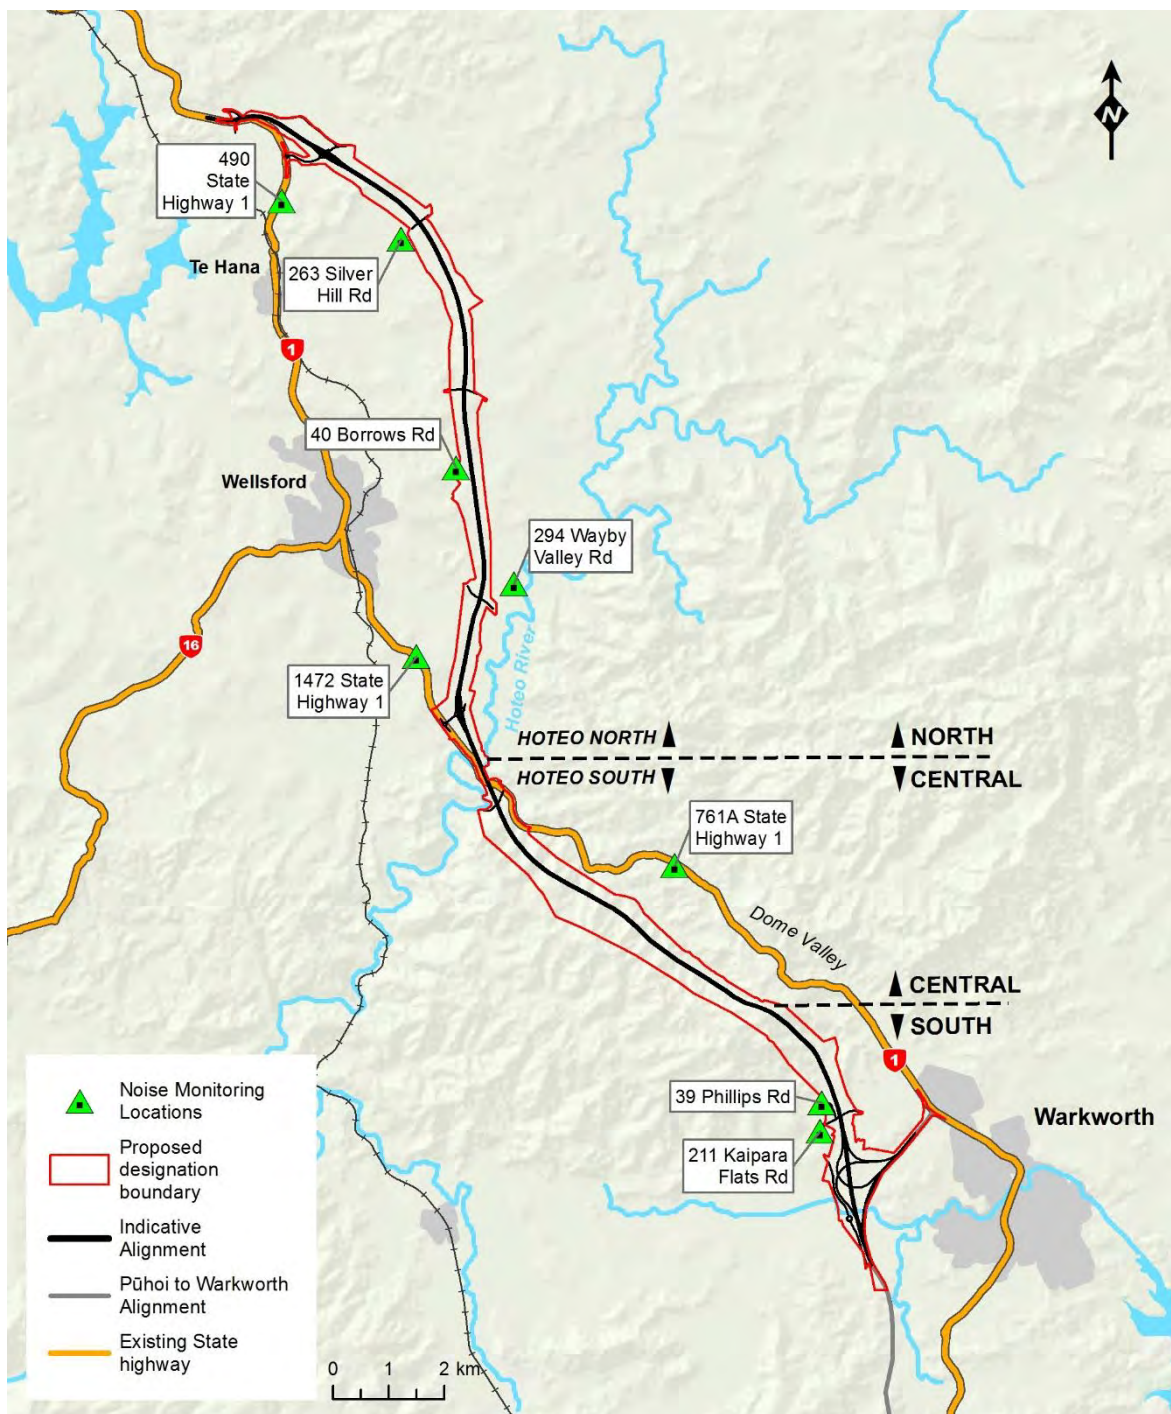 N
490
State
Highway 1
Te Hana
263 Silver
Hill Rd
1
40 Borrows Rd
Wellsford
294 Wayby
Valley Rd
16
Hoteo River
1472 State
Highway 1
HOTEO NORTH
NORTH
HOTEO SOUTH
CENTRAL
761A State
Highway 1
Dome Valley
CENTRAL
SOUTH
1
39 Phillips Rd
Warkworth
211 Kaipara
Flats Rd
Noise Monitoring
Locations
Proposed
designation
boundary
Indicative
Alignment
Pūhoi to Warkworth
Alignment
Existing State
highway
0 1 2 km